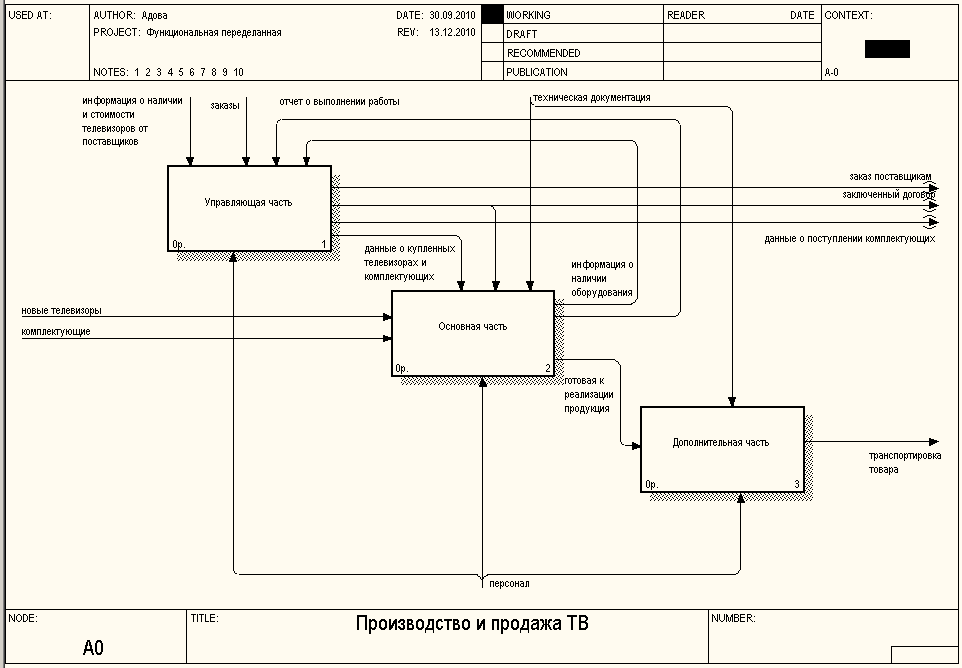 USED AT:
AUTHOR: Адова
DATE: 30.09.2010
WORKING
READER
DATE
CONTEXT:
PROJECT: Функциональная переделанная
REV: 13.12.2010
DRAFT
RECOMMENDED
NOTES: 1 2 3 4 5 6 7 8 9 10
PUBLICATION
A-0
информация о наличии
и стоимости
телевизоров от
поставщиков
заказы
отчет о выполнении работы
техническая документация
Управляющая часть
0р.
1
заказ поставщикам
заключенный договор
данные о поступлении комплектующих
данные о купленных
телевизорах и
комплектующих
информация о
наличии
оборудования
новые телевизоры
комплектующие
Основная часть
0р.
2
готовая к
реализации
продукция
Дополнительная часть
0р.
3
транспортировка
товара
персонал
NODE:
A0
TITLE:
Производство и продажа ТВ
NUMBER: